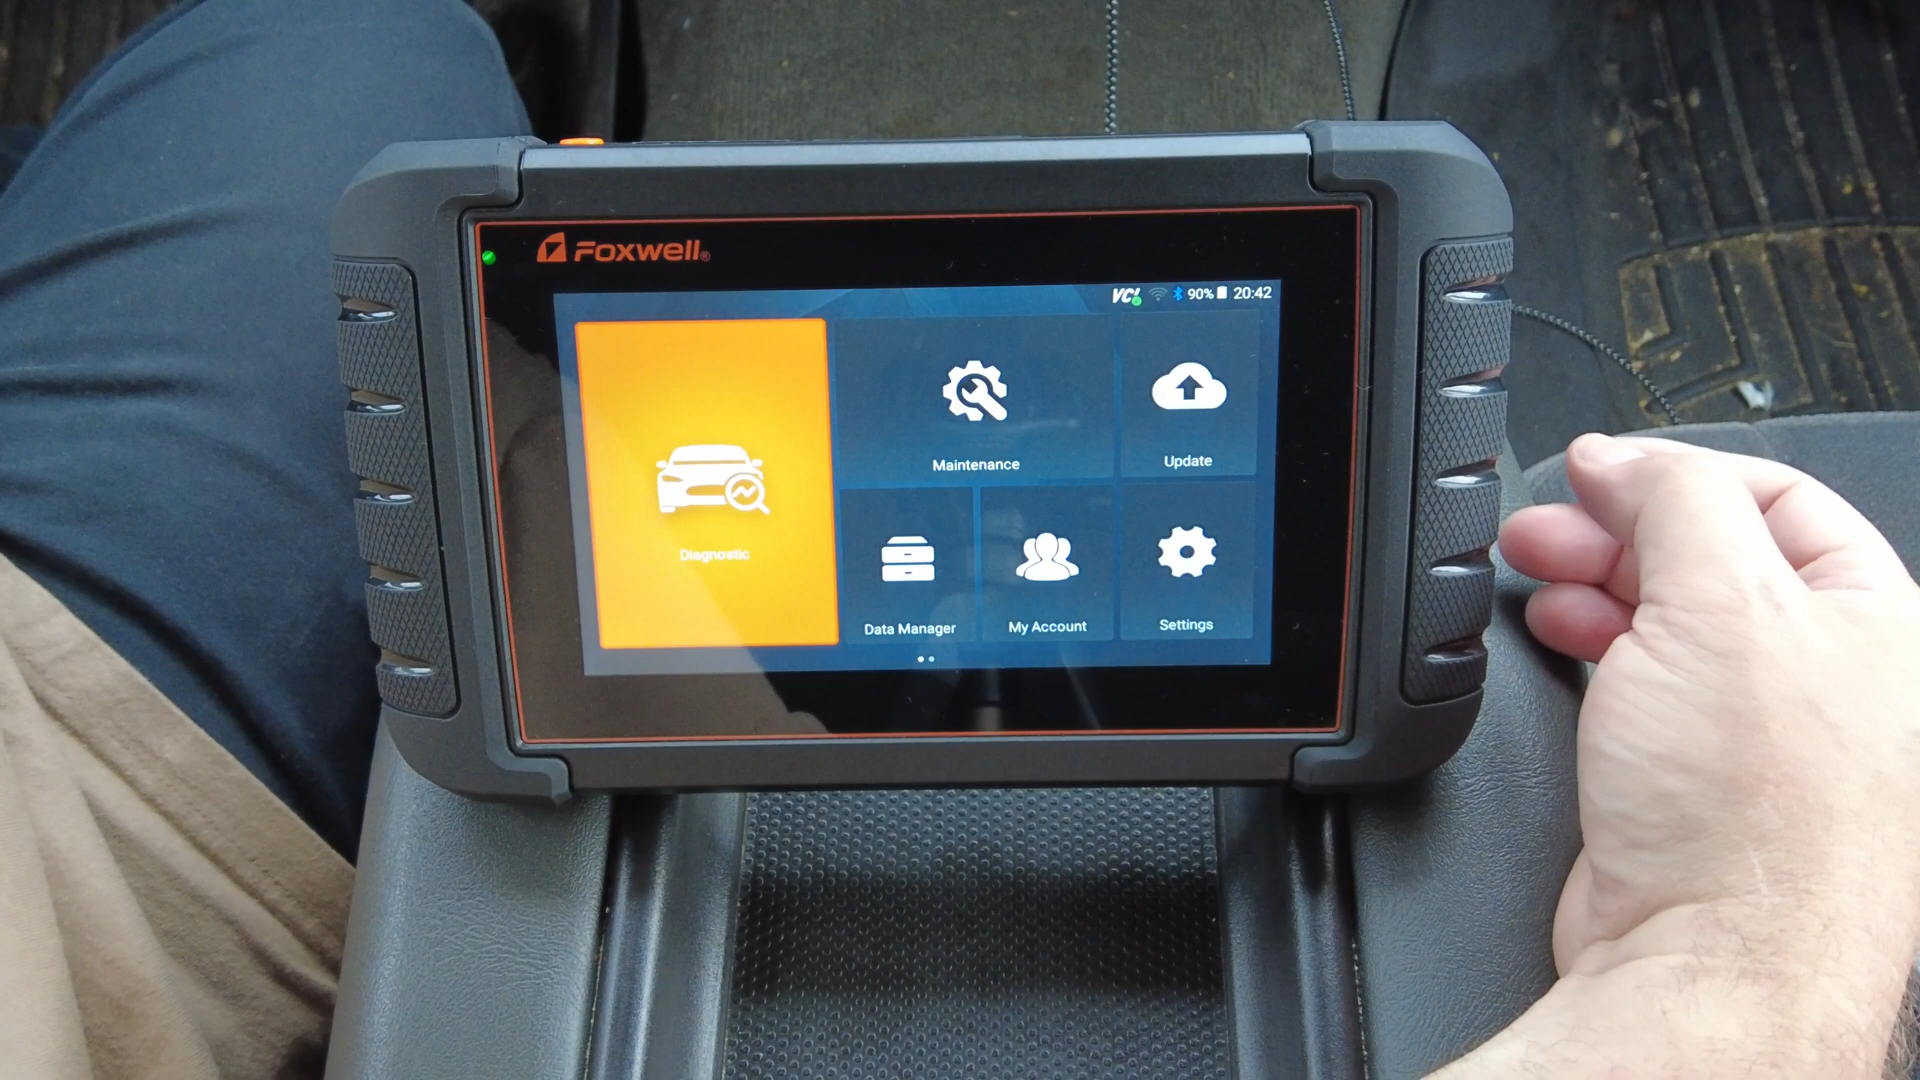 Foxwell®
VCI 90% 20:42
Diagnostic
Maintenance
Update
Data Manager
My Account
Settings